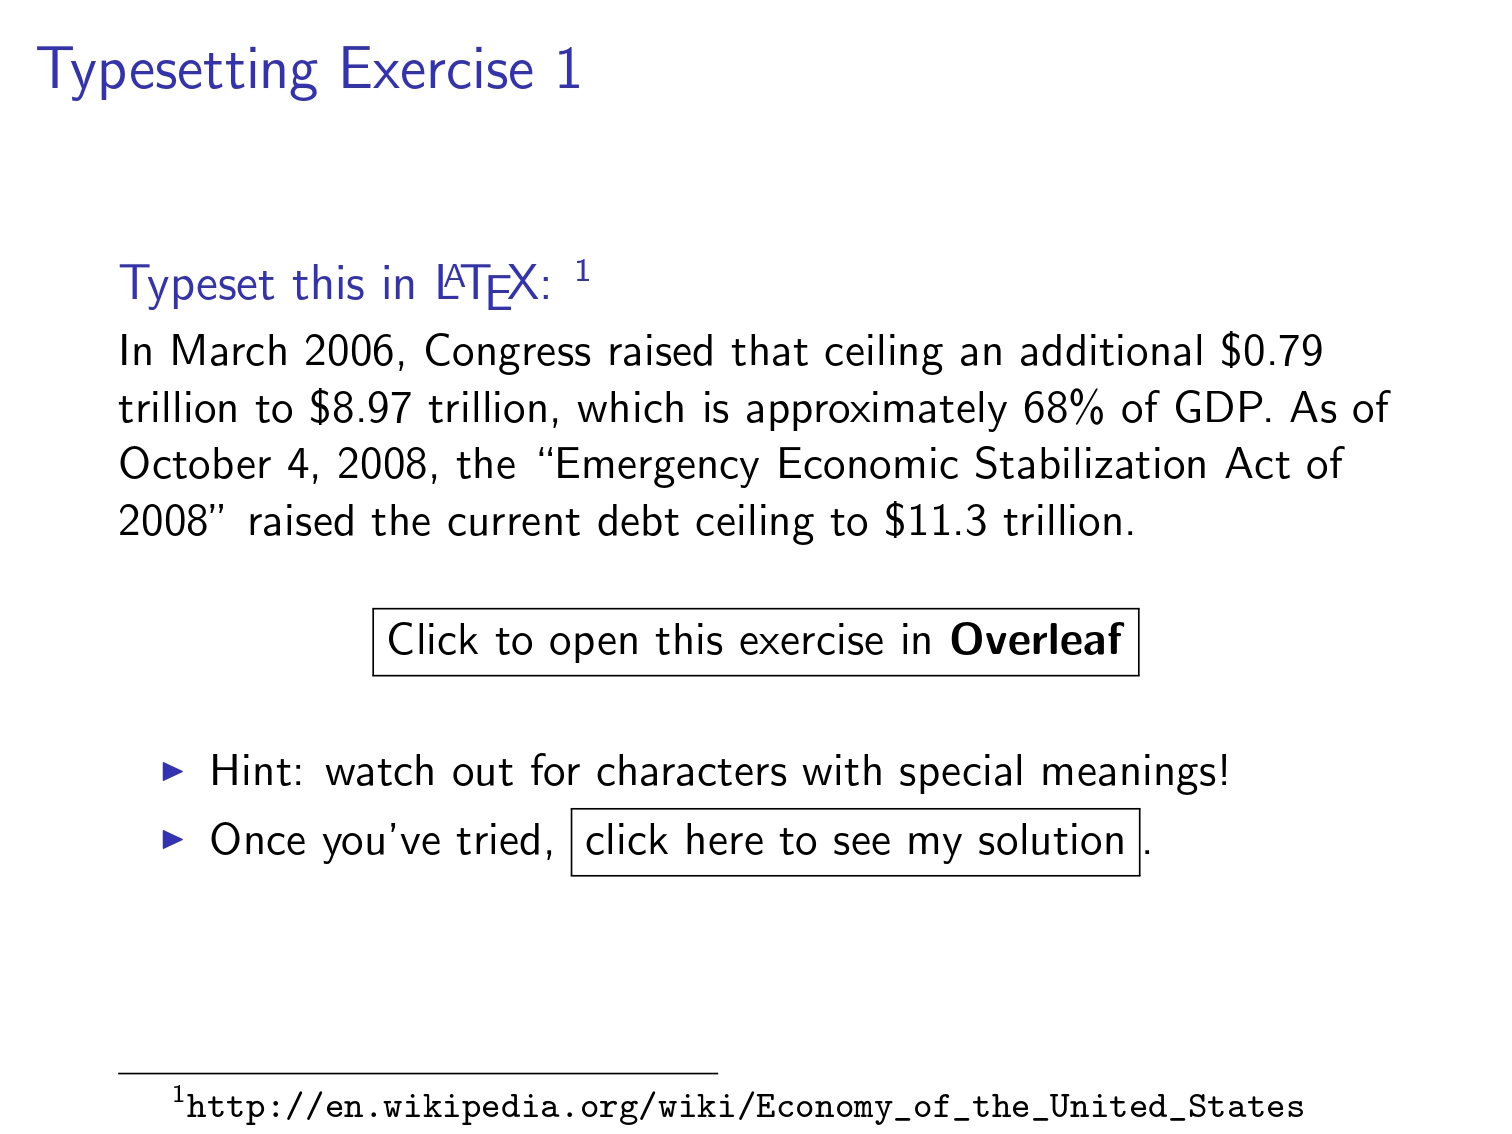 Typesetting Exercise 1
Typeset this in LATEX: 1
In March 2006, Congress raised that ceiling an additional $0.79
trillion to $8.97 trillion, which is approximately 68% of GDP. As of
October 4, 2008, the “Emergency Economic Stabilization Act of
2008” raised the current debt ceiling to $11.3 trillion.
Click to open this exercise in Overleaf
▶ Hint: watch out for characters with special meanings!
▶ Once you’ve tried, click here to see my solution.
1http://en.wikipedia.org/wiki/Economy_of_the_United_States